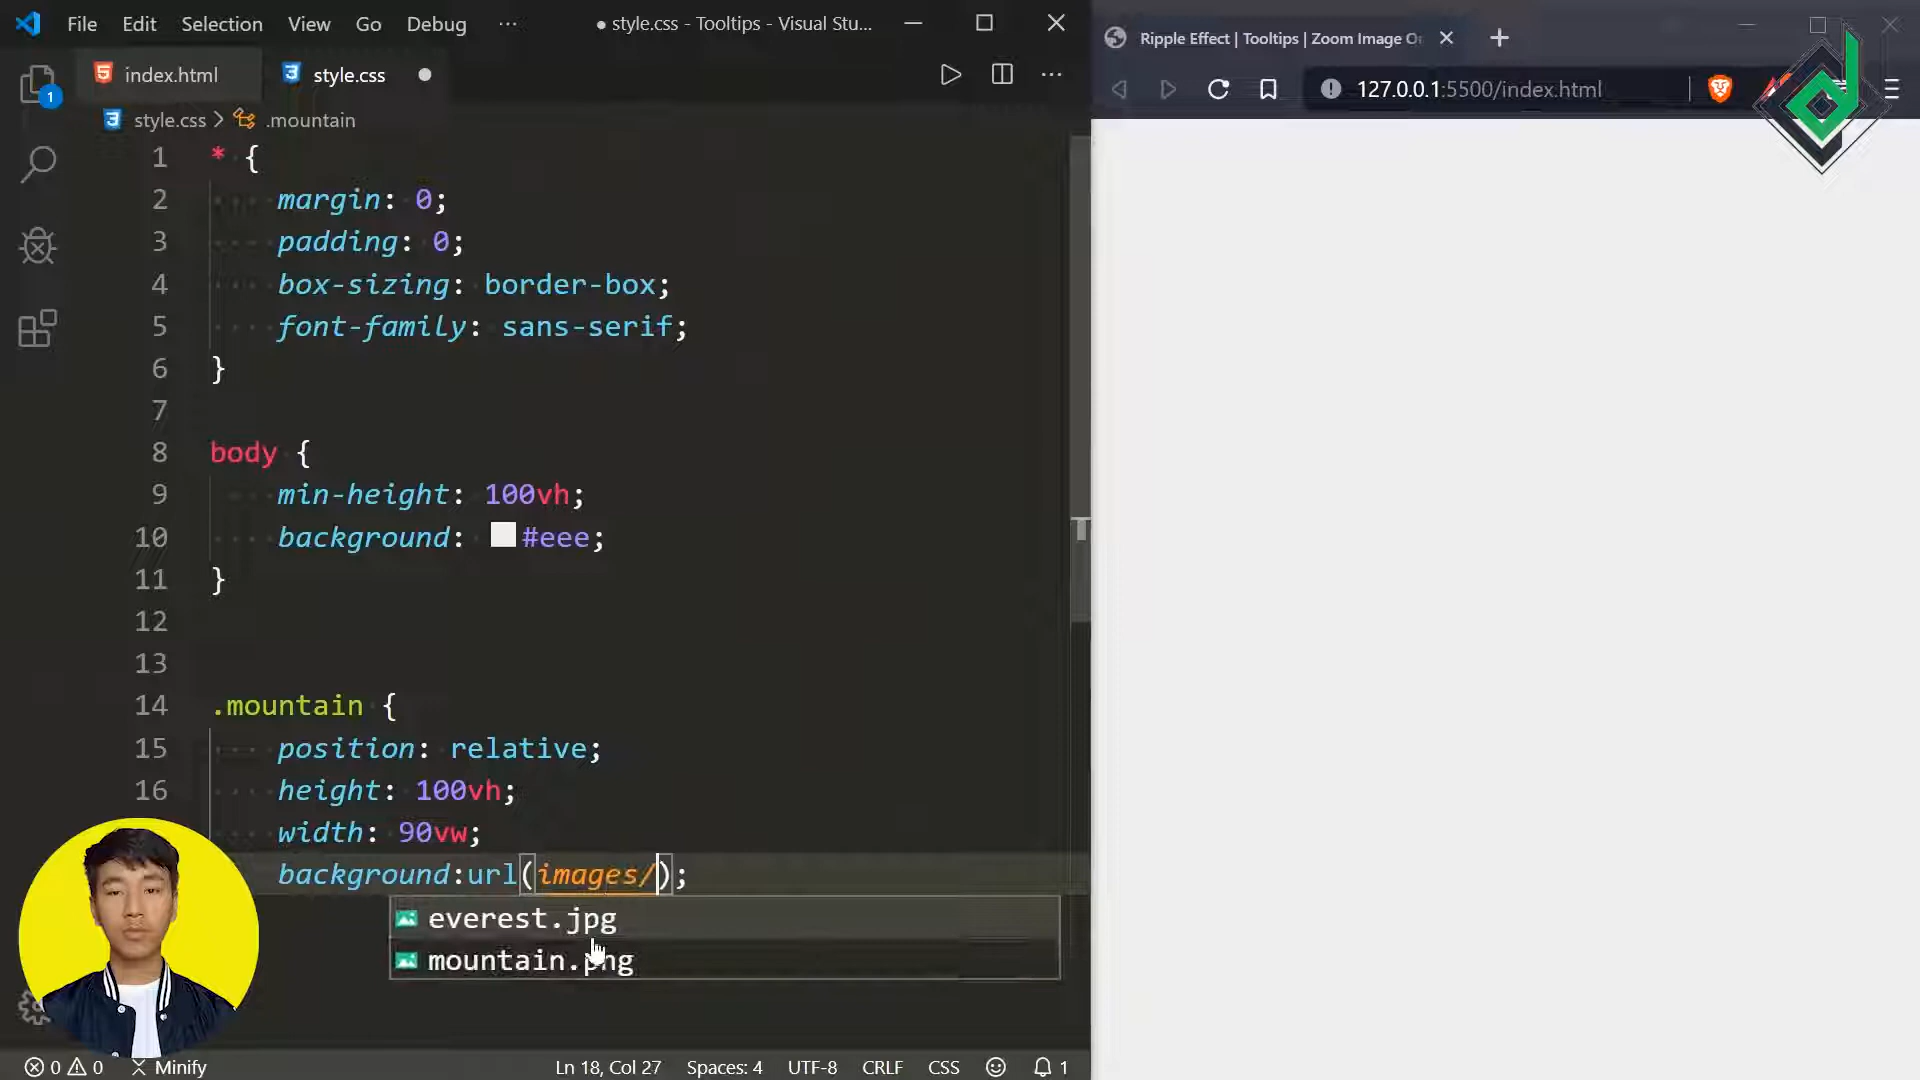 File Edit Selection View Go Debug ··· ● style.css - Tooltips - Visual Stu...
Ripple Effect | Tooltips | Zoom Image O
index.html style.css ●
127.0.0.1:5500/index.html
1
style.css > .mountain
1 * {
2 margin: 0;
3 padding: 0;
4 box-sizing: border-box;
5 font-family: sans-serif;
6 }
7
8 body {
9 min-height: 100vh;
10 background: #eee;
11 }
12
13
14 .mountain {
15 position: relative;
16 height: 100vh;
width: 90vw;
background:url(images/);
everest.jpg
mountain.png
0 0 Minify Ln 18, Col 27 Spaces: 4 UTF-8 CRLF CSS 1